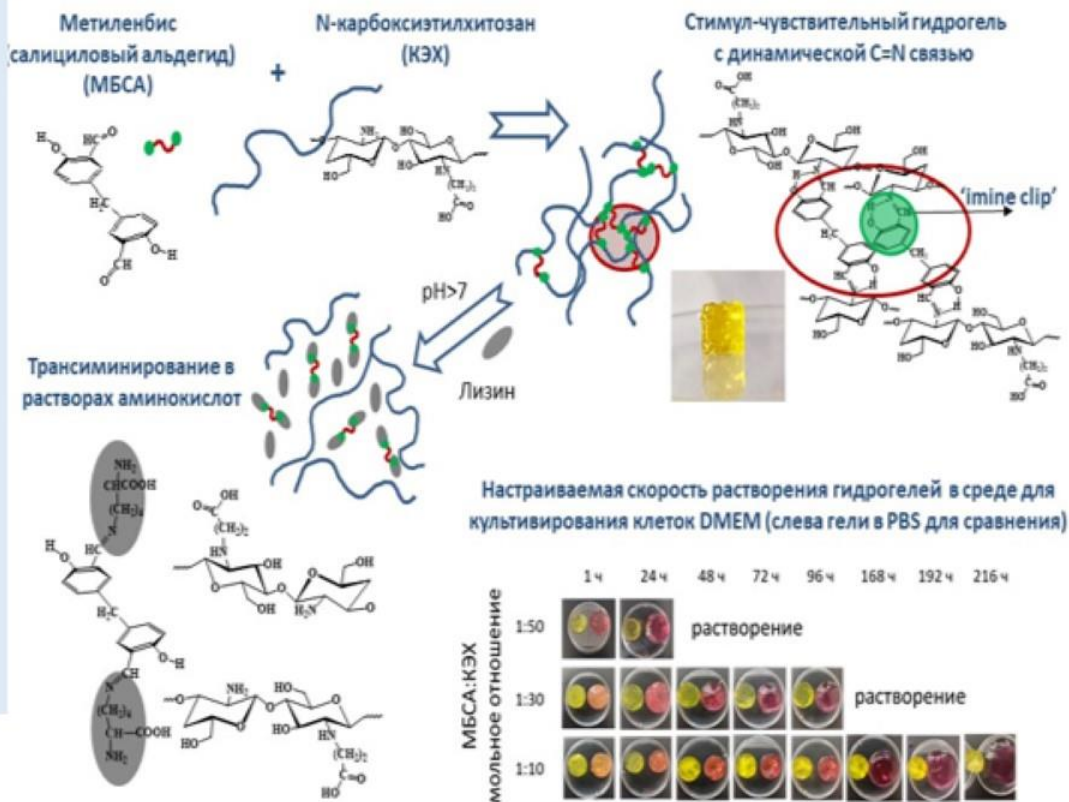 Метиленбис
(салициловый альдегид)
(МБСА)
+
N-карбоксиэтилхитозан
(КЭХ)
Стимул-чувствительный гидрогель
с динамической C=N связью
'imine clip'
pH>7
Лизин
Трансиминирование в
растворах аминокислот
Настраиваемая скорость растворения гидрогелей в среде для
культивирования клеток DMEM (слева гели в PBS для сравнения)
1 ч 24 ч 48 ч 72 ч 96 ч 168 ч 192 ч 216 ч
МБСА:КЭХ
мольное отношение
1:50
растворение
1:30
растворение
1:10